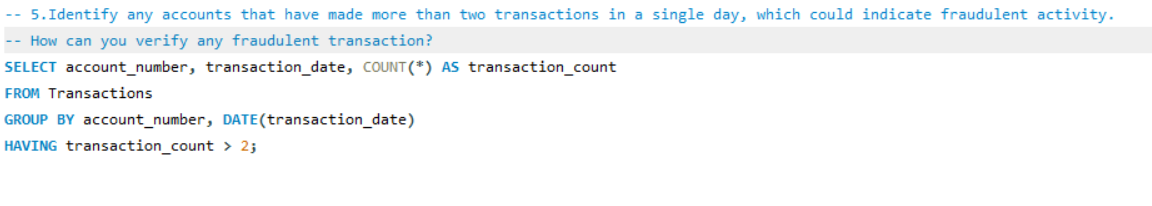 -- 5.Identify any accounts that have made more than two transactions in a single day, which could indicate fraudulent activity.
-- How can you verify any fraudulent transaction?
SELECT account_number, transaction_date, COUNT(*) AS transaction_count
FROM Transactions
GROUP BY account_number, DATE(transaction_date)
HAVING transaction_count > 2;